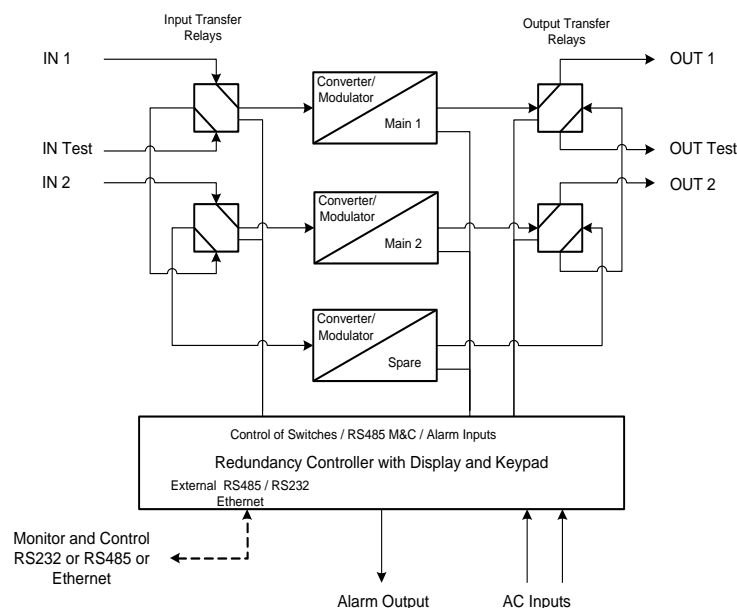 Input Transfer
Relays
Output Transfer
Relays
IN 1
OUT 1
Converter/
Modulator
Main 1
IN Test
OUT Test
IN 2
OUT 2
Converter/
Modulator
Main 2
Converter/
Modulator
Spare
Control of Switches / RS485 M&C / Alarm Inputs
Redundancy Controller with Display and Keypad
External RS485 / RS232
Ethernet
Monitor and Control
RS232 or RS485 or
Ethernet
Alarm Output
AC Inputs